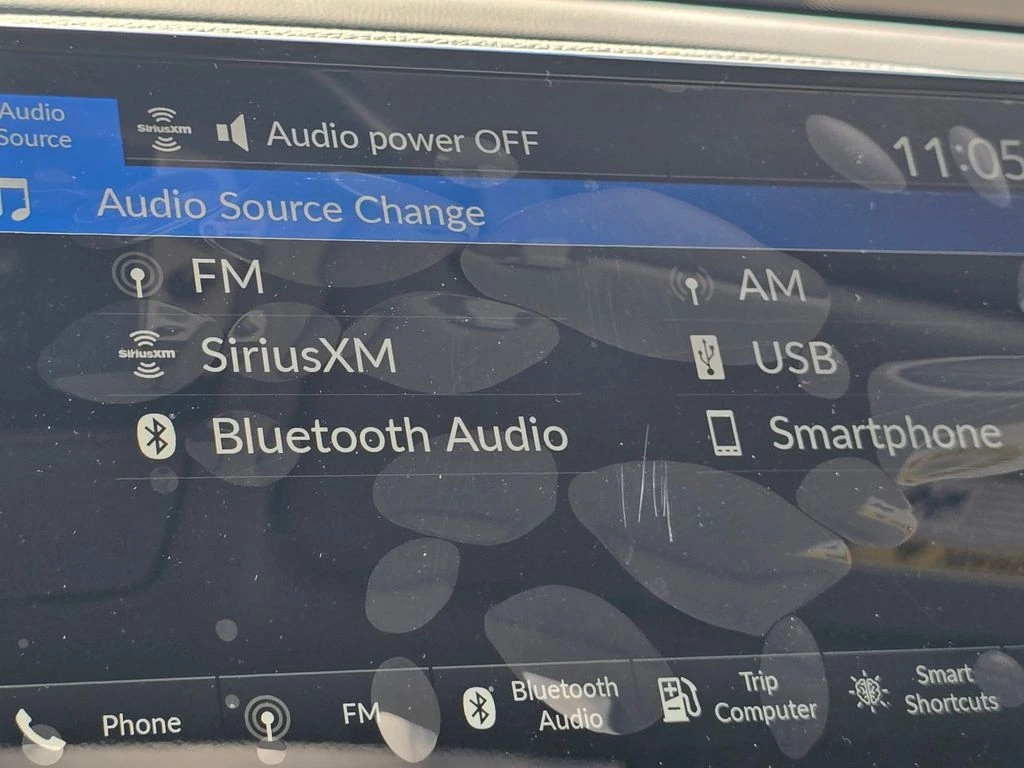 Audio
Source
SiriusXM
Audio power OFF
11:05
Audio Source Change
FM
AM
SiriusXM
SiriusXM
USB
Bluetooth Audio
Smartphone
Phone
FM
Bluetooth
Audio
Trip
Computer
Smart
Shortcuts